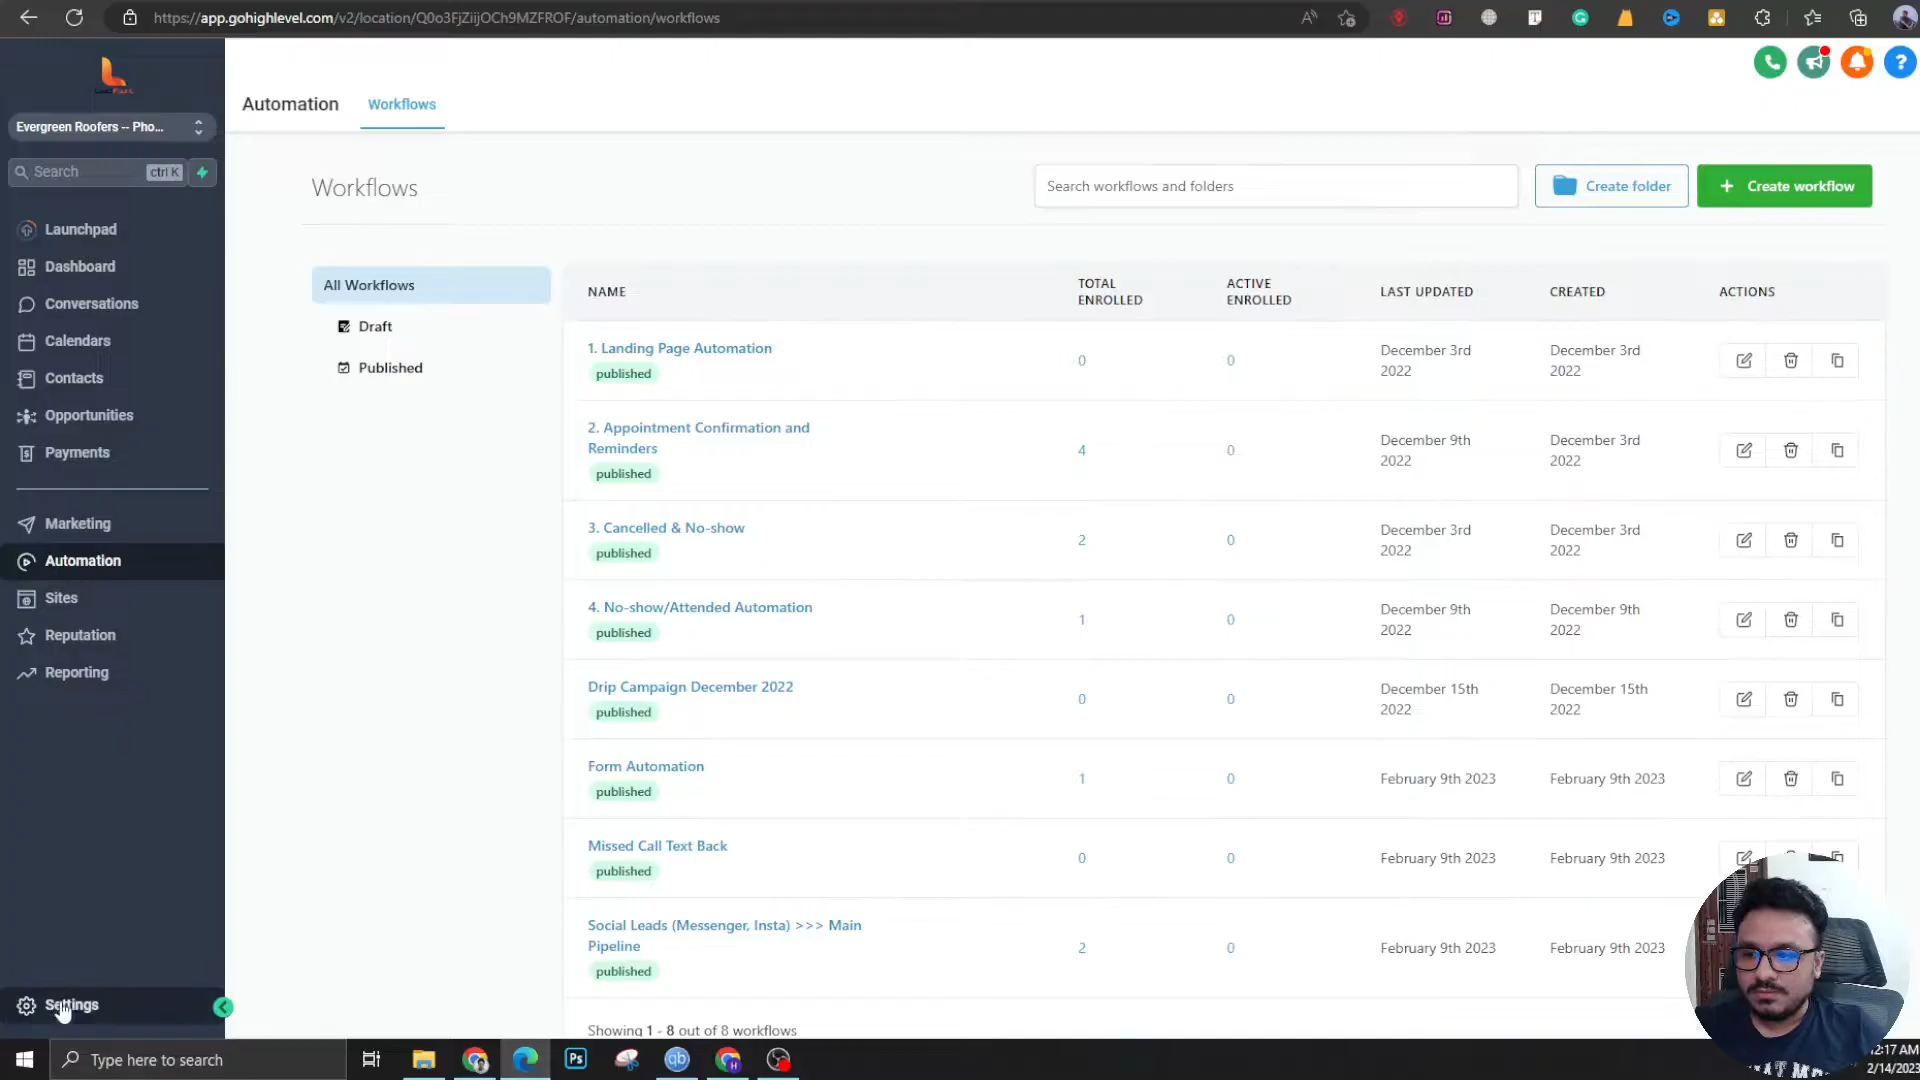 https://app.gohighlevel.com/v2/location/Q0o3FjZiijOCh9MZFROF/automation/workflows
Evergreen Roofers -- Pho...
Search ctrl K
Launchpad
Dashboard
Conversations
Calendars
Contacts
Opportunities
Payments
Marketing
Automation
Sites
Reputation
Reporting
Settings
Automation Workflows
Workflows
Search workflows and folders
Create folder
+ Create workflow
All Workflows
Draft
Published
NAME TOTAL ENROLLED ACTIVE ENROLLED LAST UPDATED CREATED ACTIONS
1. Landing Page Automation
published
0 0 December 3rd 2022 December 3rd 2022
2. Appointment Confirmation and Reminders
published
4 0 December 9th 2022 December 3rd 2022
3. Cancelled & No-show
published
2 0 December 3rd 2022 December 3rd 2022
4. No-show/Attended Automation
published
1 0 December 9th 2022 December 9th 2022
Drip Campaign December 2022
published
0 0 December 15th 2022 December 15th 2022
Form Automation
published
1 0 February 9th 2023 February 9th 2023
Missed Call Text Back
published
0 0 February 9th 2023 February 9th 2023
Social Leads (Messenger, Insta) >>> Main Pipeline
published
2 0 February 9th 2023 February 9th 2023
Showing 1 - 8 out of 8 workflows
Type here to search
Ps
qb
2:17 AM
2/14/2023